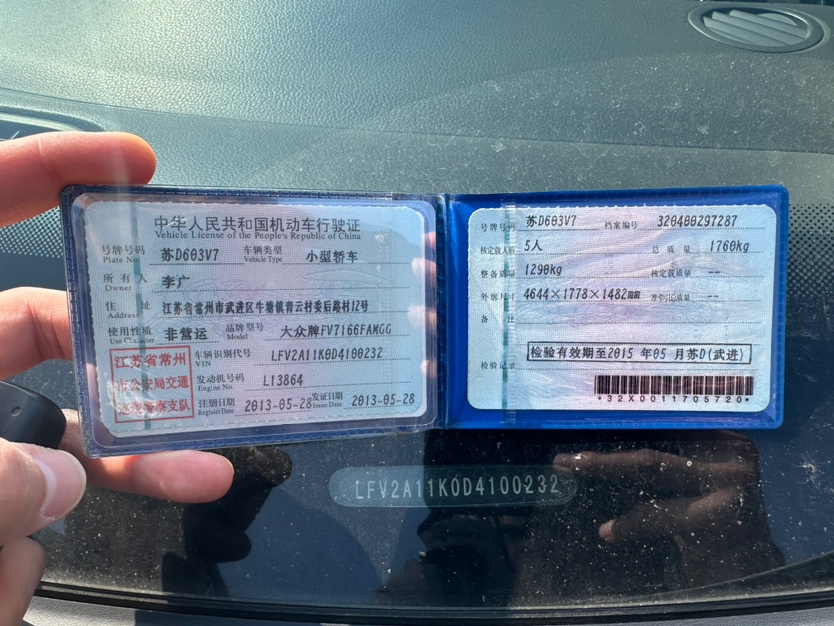 中华人民共和国机动车行驶证
Vehicle License of the People's Republic of China
号牌号码 苏D603V7 车辆类型 小型轿车
Plate No. Vehicle Type
所有人 李广
Owner
住址 江苏省常州市武进区牛塘镇青云村委后路村12号
Address
使用性质 非营运 品牌型号 大众牌FV7166FAMGG
Use Character Model
江苏省常州
市公安局交通
巡逻警察支队
车辆识别代号 LFV2A11K0D4100232
VIN
发动机号码 L13864
Engine No.
注册日期 2013-05-28 发证日期 2013-05-28
Register Date Issue Date
号牌号码 苏D603V7 档案编号 320400297287
核定载人数 5人 总质量 1760kg
整备质量 1290kg 核定载质量 --
外廓尺寸 4644×1778×1482mm 准牵引总质量 --
备注
检验记录 检验有效期至2015年05月苏D(武进)
*32X0011705720*
LFV2A11K0D4100232